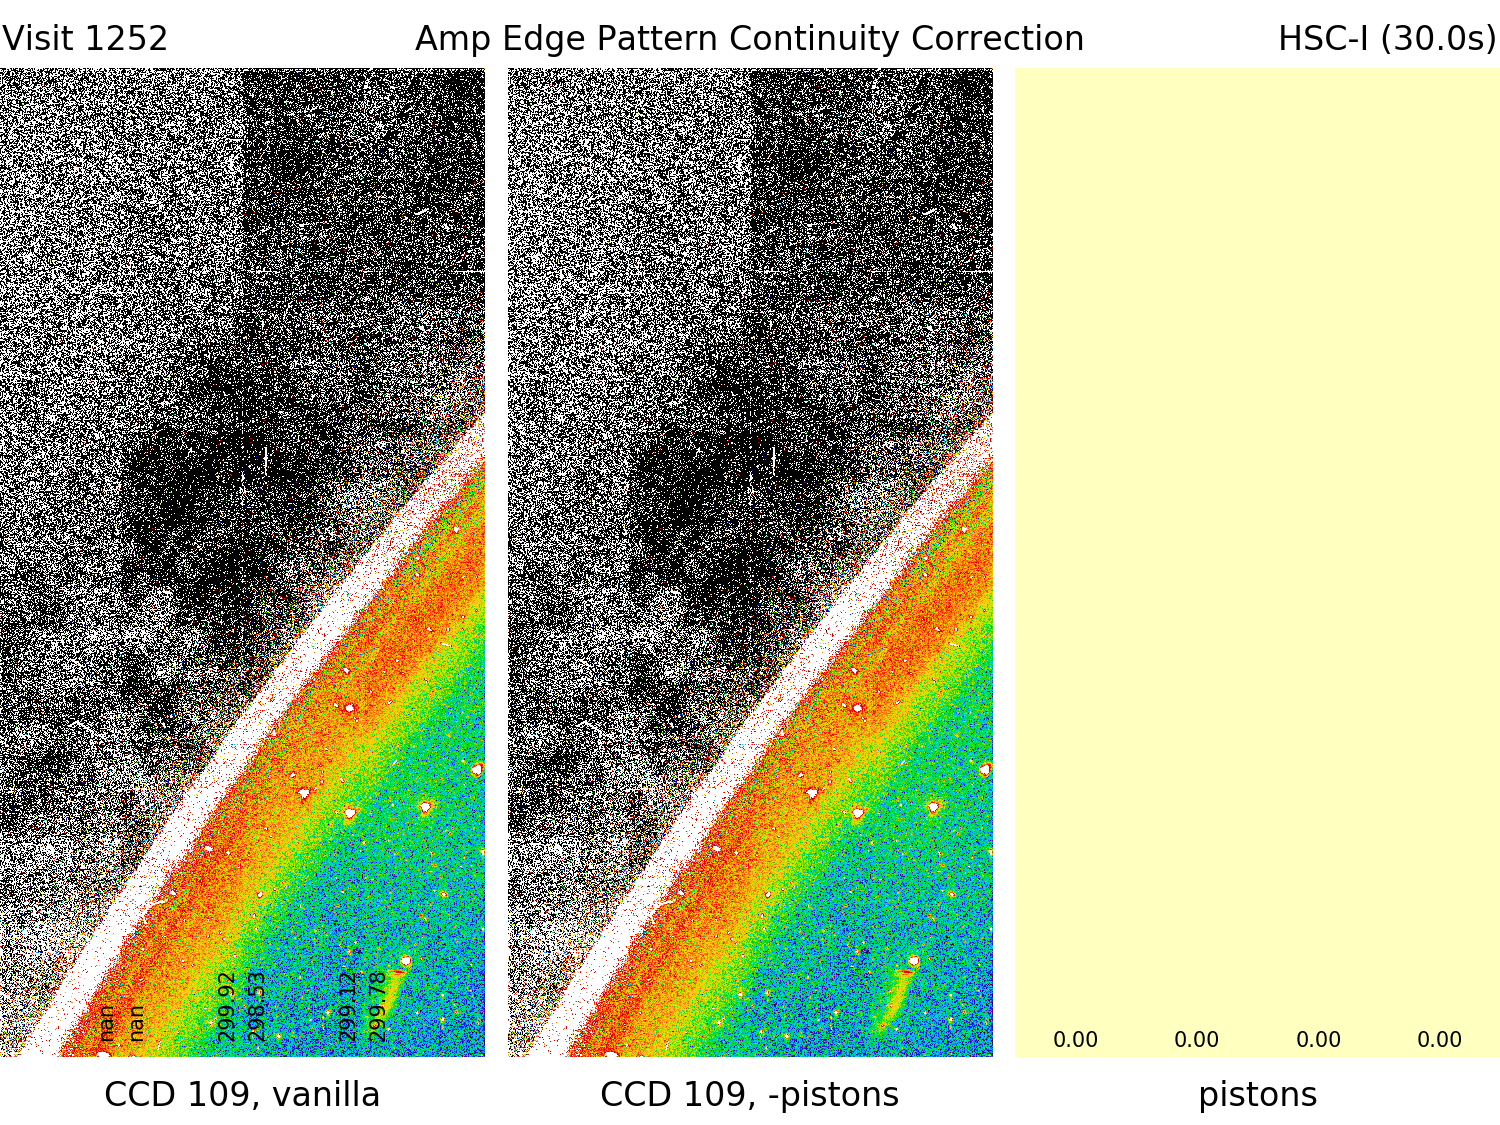 Visit 1252
Amp Edge Pattern Continuity Correction
HSC-I (30.0s)
nan
nan
299.92
298.53
299.12
299.78
0.00
0.00
0.00
0.00
CCD 109, vanilla
CCD 109, -pistons
pistons